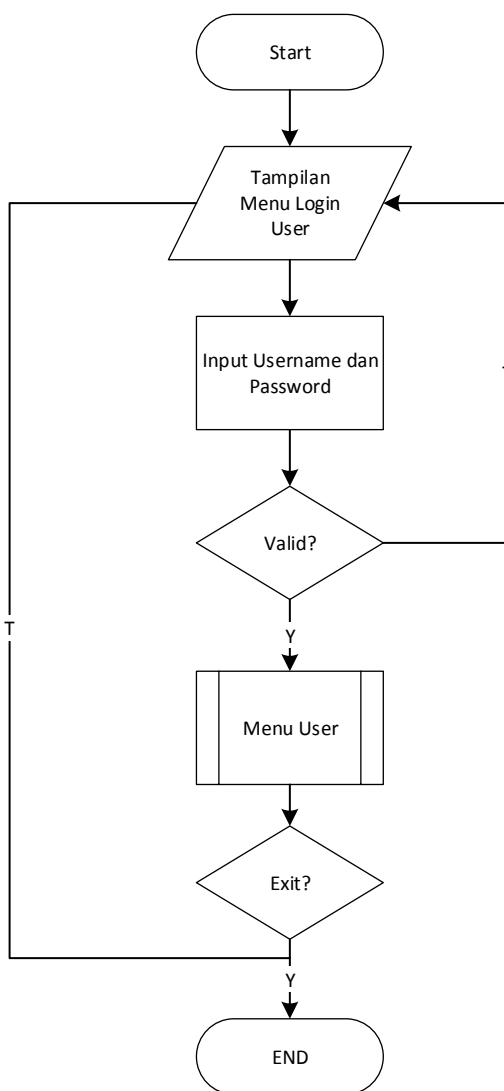 Start
Tampilan
Menu Login
User
Input Username dan
Password
Valid?
T
Y
Menu User
Exit?
Y
END